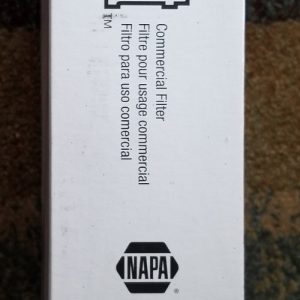 TM
Commercial Filter
Filtre pour usage commercial
Filtro para uso comercial
NAPA
®